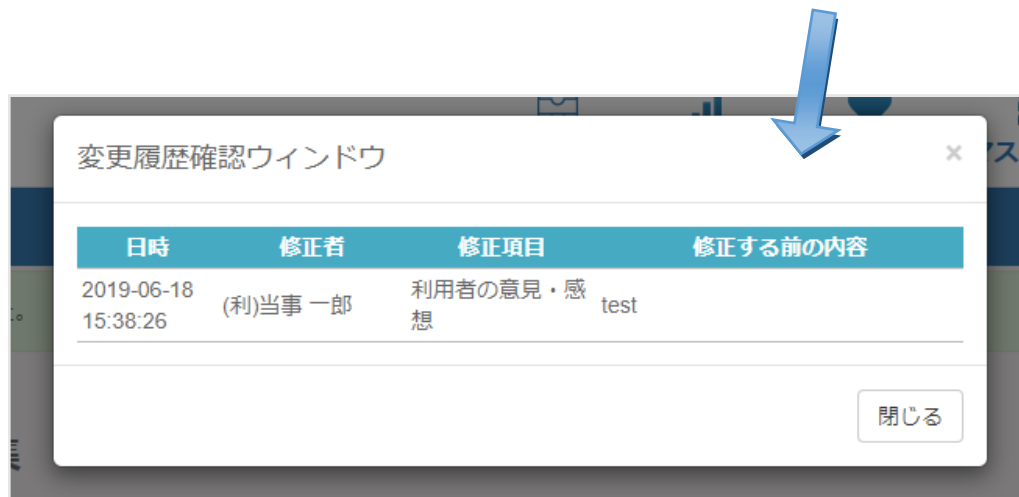 変更履歴確認ウィンドウ ×
日時 修正者 修正項目 修正する前の内容
2019-06-18
15:38:26
(利)当事 一郎
利用者の意見・感
想
test
閉じる